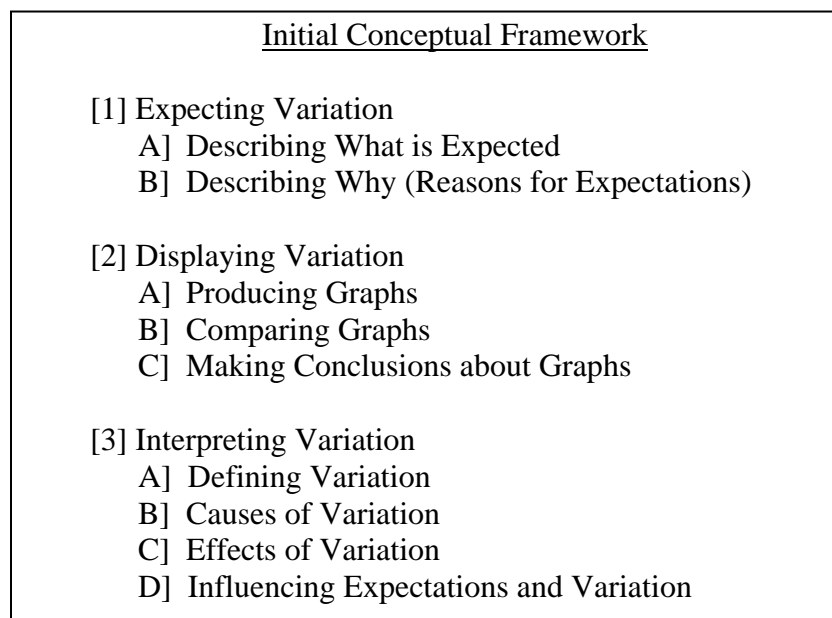 Initial Conceptual Framework
[1] Expecting Variation
A] Describing What is Expected
B] Describing Why (Reasons for Expectations)
[2] Displaying Variation
A] Producing Graphs
B] Comparing Graphs
C] Making Conclusions about Graphs
[3] Interpreting Variation
A] Defining Variation
B] Causes of Variation
C] Effects of Variation
D] Influencing Expectations and Variation